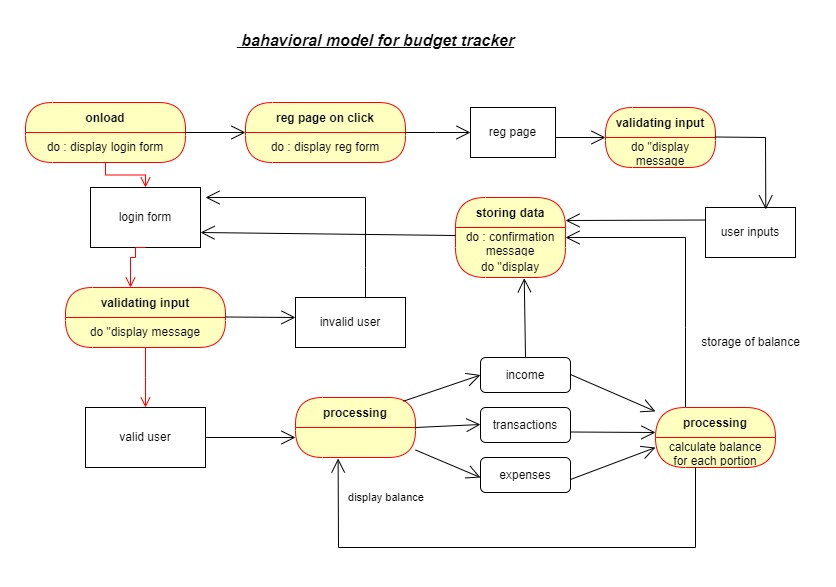 bahavioral model for budget tracker
onload
do : display login form
reg page on click
do : display reg form
reg page
validating input
do "display
message
login form
storing data
do : confirmation
message
do "display
user inputs
validating input
do "display message
invalid user
storage of balance
income
processing
transactions
processing
calculate balance
for each portion
valid user
expenses
display balance